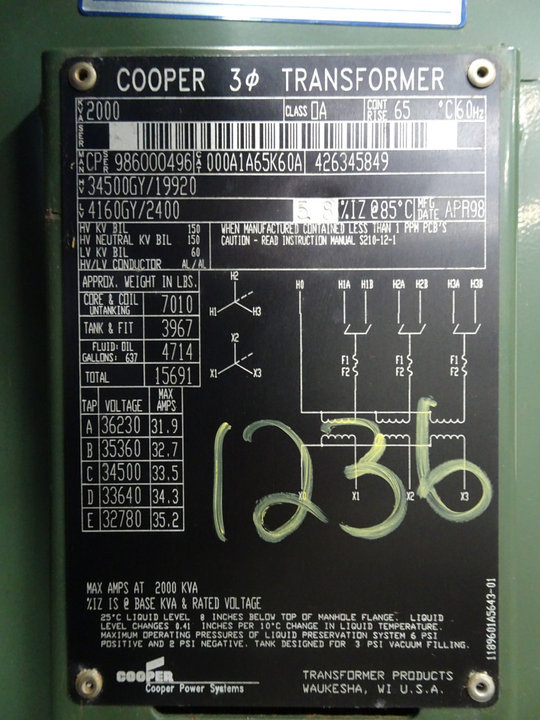 COOPER 3φ TRANSFORMER
KVA 2000 CLASS OA CONT RISE 65 °C 60Hz
SER
MAN CP SER 986000496 CAT 000A1A65K60A 426345849
HV 34500GY/19920
LV 4160GY/2400 5.8 %IZ @ 85°C MFG DATE APR98
HV KV BIL 150
HV NEUTRAL KV BIL 150
LV KV BIL 60
HV/LV CONDUCTOR AL/AL
WHEN MANUFACTURED CONTAINED LESS THAN 1 PPM PCB'S
CAUTION - READ INSTRUCTION MANUAL S210-12-1
APPROX. WEIGHT IN LBS.
CORE & COIL UNTANKING 7010
TANK & FIT 3967
FLUID: OIL GALLONS: 637 4714
TOTAL 15691
TAP VOLTAGE MAX AMPS
A 36230 31.9
B 35360 32.7
C 34500 33.5
D 33640 34.3
E 32780 35.2
H2
H1 H3
X2
X1 X3
H0 H1A H1B H2A H2B H3A H3B
F1 F1 F1
F2 F2 F2
X0 X1 X2 X3
1236
MAX AMPS AT 2000 KVA
%IZ IS @ BASE KVA & RATED VOLTAGE
25°C LIQUID LEVEL 8 INCHES BELOW TOP OF MANHOLE FLANGE. LIQUID
LEVEL CHANGES 0.41 INCHES PER 10°C CHANGE IN LIQUID TEMPERATURE.
MAXIMUM OPERATING PRESSURES OF LIQUID PRESERVATION SYSTEM 6 PSI
POSITIVE AND 2 PSI NEGATIVE. TANK DESIGNED FOR 3 PSI VACUUM FILLING.
1189601A5643-01
COOPER
Cooper Power Systems
TRANSFORMER PRODUCTS
WAUKESHA, WI U.S.A.